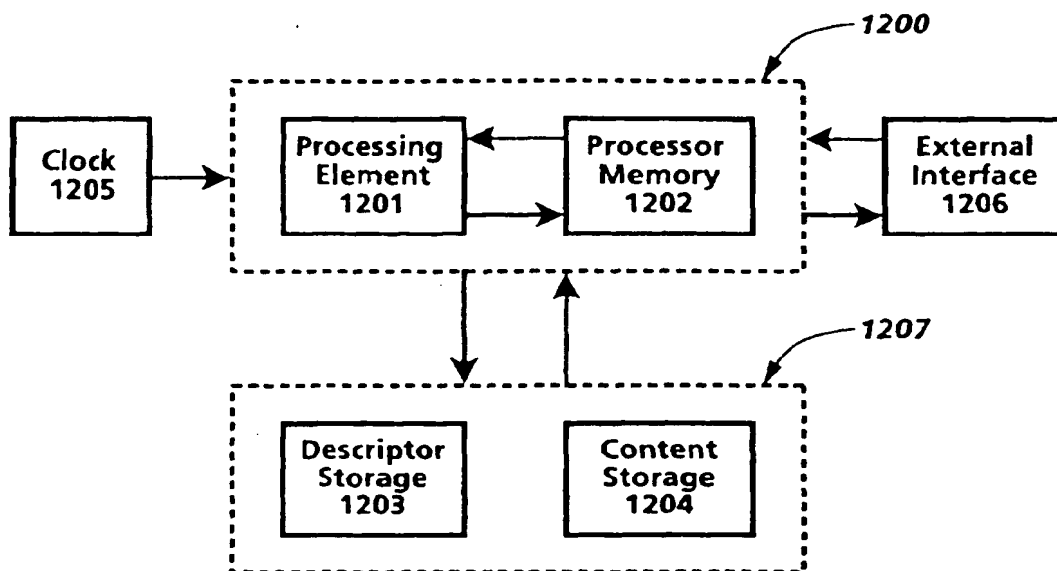 1200
Clock
1205
Processing
Element
1201
Processor
Memory
1202
External
Interface
1206
1207
Descriptor
Storage
1203
Content
Storage
1204